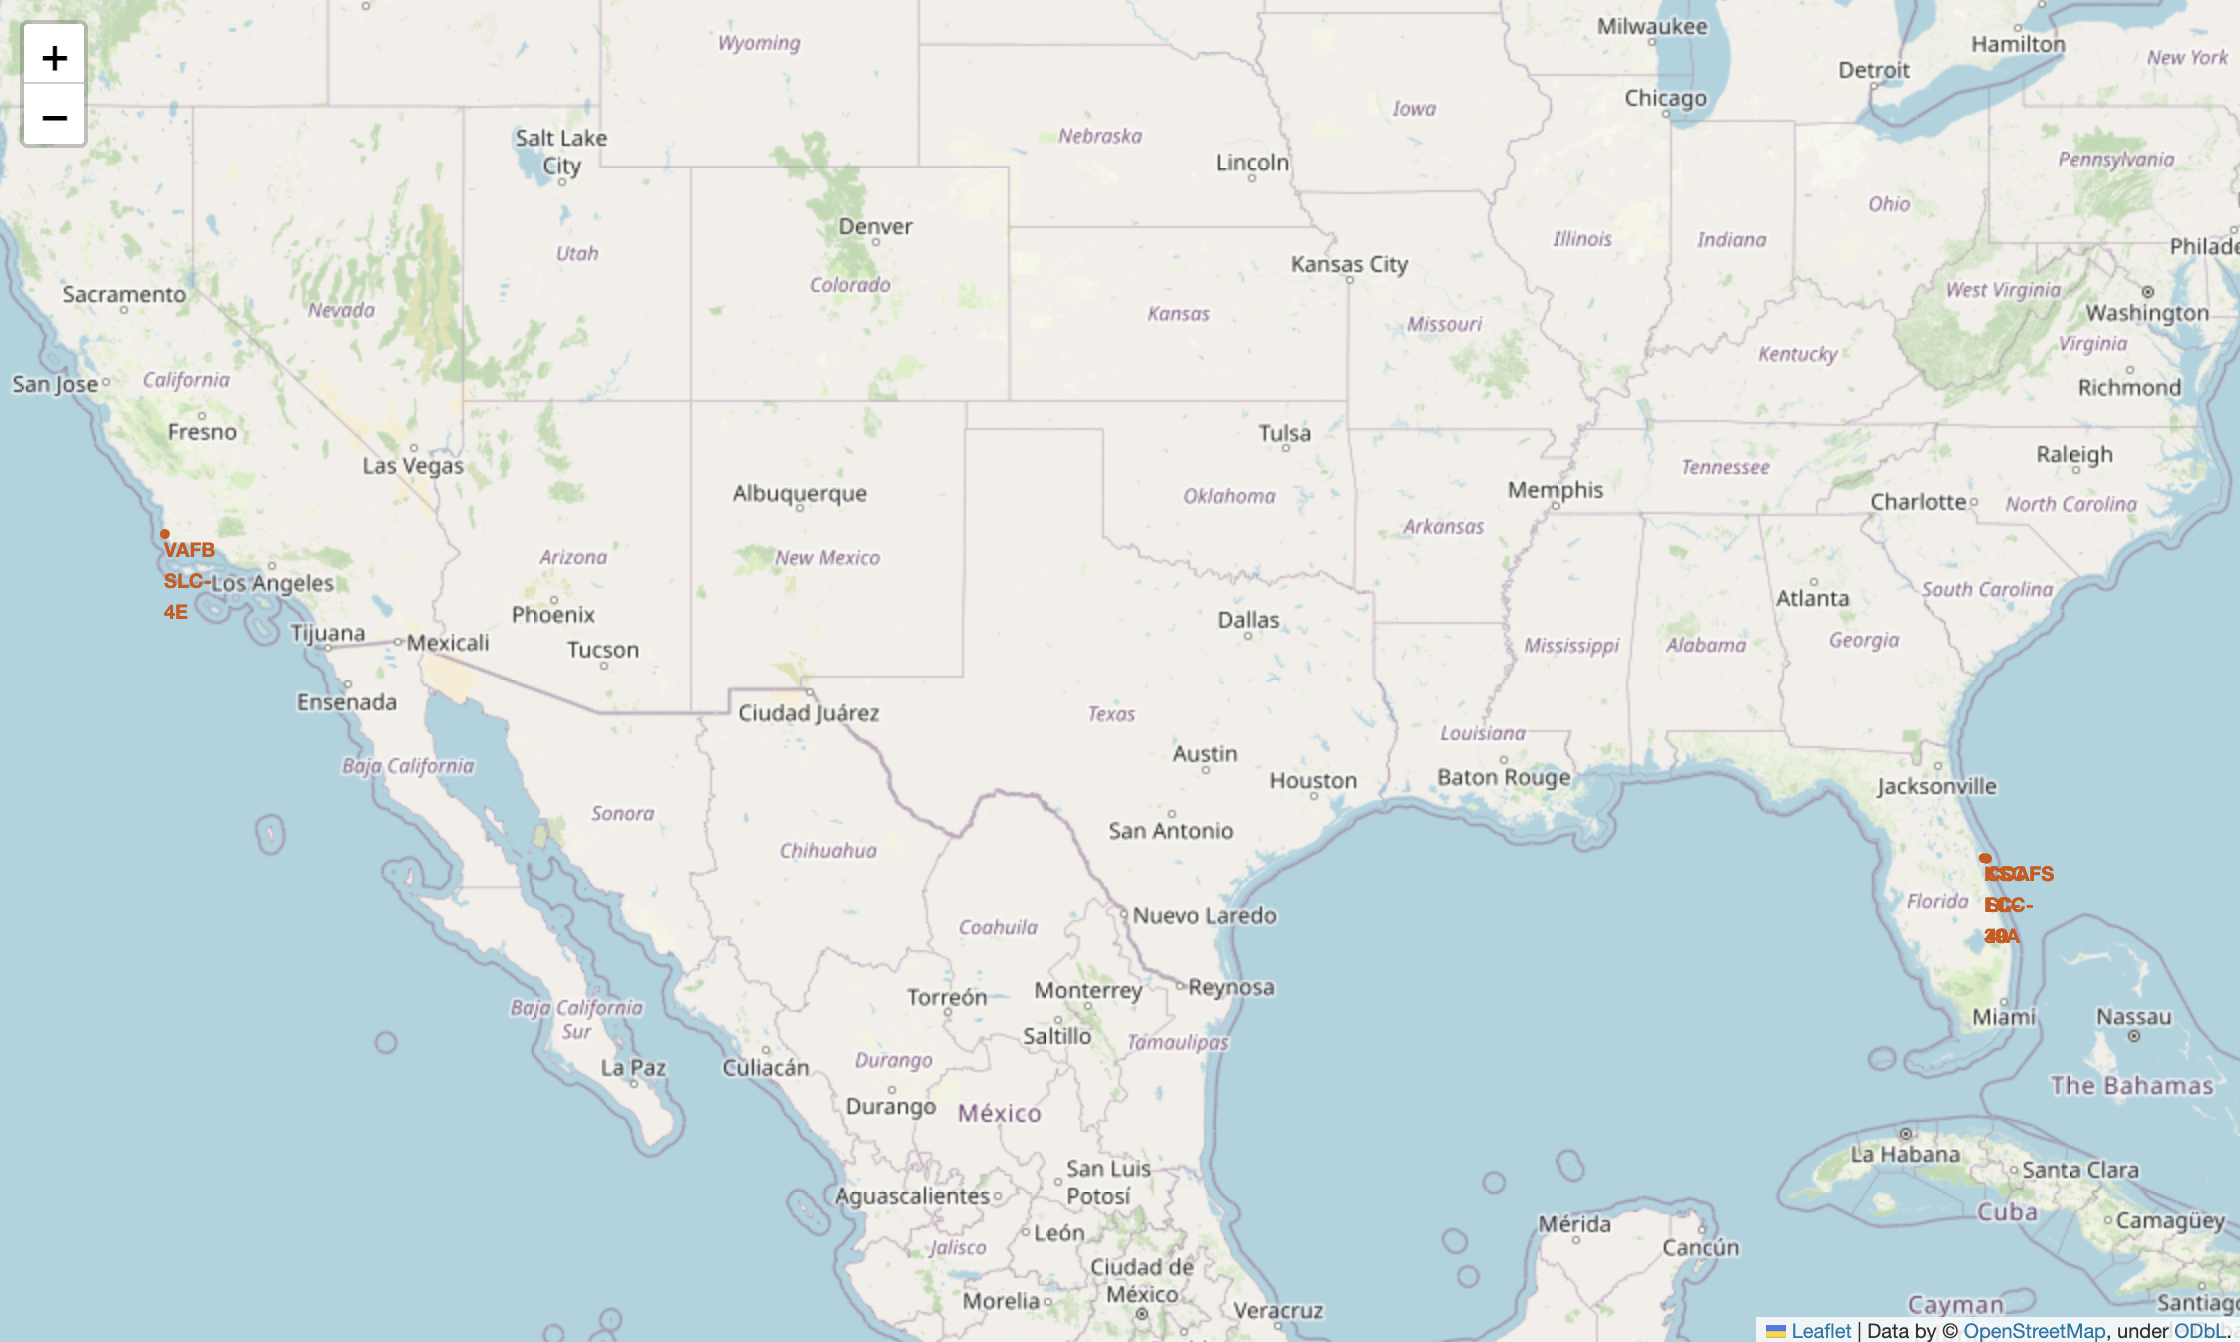 +
−
Wyoming
Milwaukee
Hamilton
New York
Detroit
Chicago
Iowa
Nebraska
Salt Lake
City
Lincoln
Pennsylvania
Ohio
Denver
Utah
Illinois
Indiana
Philade
Kansas City
Colorado
Sacramento
Nevada
Kansas
Missouri
West Virginia
Washington
Virginia
Kentucky
San Jose
California
Richmond
Fresno
Tulsa
Las Vegas
Raleigh
Tennessee
Albuquerque
Oklahoma
Memphis
Charlotte
North Carolina
Arkansas
VAFB
SLC-
4E
Los Angeles
Arizona
New Mexico
Phoenix
Dallas
Atlanta
South Carolina
Tijuana
Mexicali
Tucson
Mississippi
Alabama
Georgia
Ensenada
Ciudad Juárez
Texas
Louisiana
Austin
Houston
Baton Rouge
Jacksonville
Baja California
Sonora
San Antonio
Chihuahua
Florida
Nuevo Laredo
Coahuila
Torreón
Monterrey
Reynosa
Baja California
Sur
Saltillo
Tamaulipas
Miami
Nassau
La Paz
Culiacán
Durango
Durango
México
The Bahamas
La Habana
Santa Clara
San Luis
Potosí
Aguascalientes
Cuba
Camagüey
León
Mérida
Jalisco
Cancún
Ciudad de
México
Morelia
Veracruz
Cayman
Santiago
Leaflet | Data by © OpenStreetMap, under ODbL.